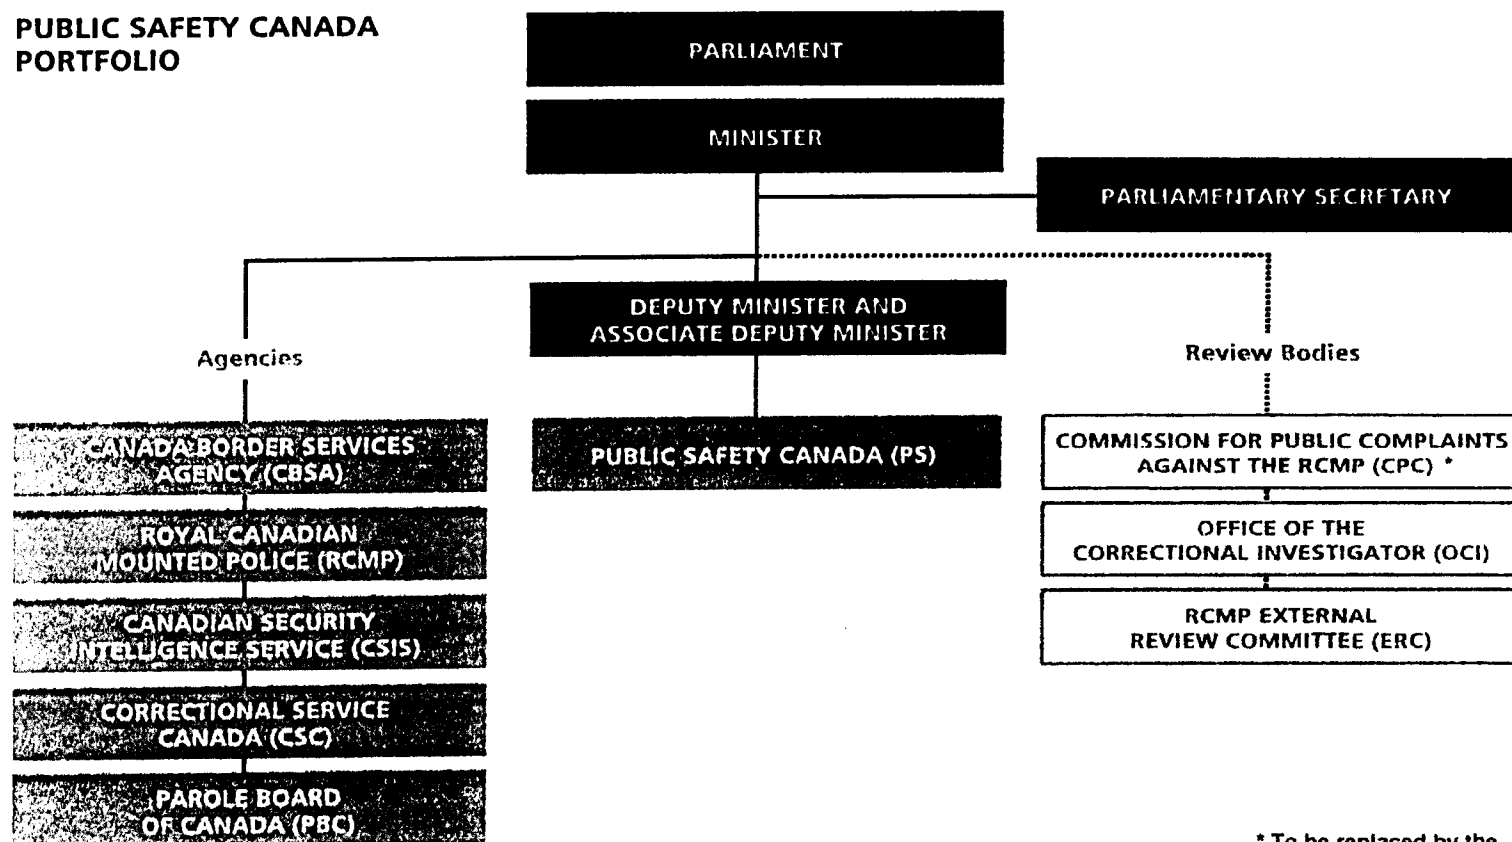 PUBLIC SAFETY CANADA
PORTFOLIO
PARLIAMENT
MINISTER
PARLIAMENTARY SECRETARY
DEPUTY MINISTER AND
ASSOCIATE DEPUTY MINISTER
Agencies
Review Bodies
CANADA BORDER SERVICES
AGENCY (CBSA)
ROYAL CANADIAN
MOUNTED POLICE (RCMP)
CANADIAN SECURITY
INTELLIGENCE SERVICE (CSIS)
CORRECTIONAL SERVICE
CANADA (CSC)
PAROLE BOARD
OF CANADA (PBC)
PUBLIC SAFETY CANADA (PS)
COMMISSION FOR PUBLIC COMPLAINTS
AGAINST THE RCMP (CPC) *
OFFICE OF THE
CORRECTIONAL INVESTIGATOR (OCI)
RCMP EXTERNAL
REVIEW COMMITTEE (ERC)
* To be replaced by the